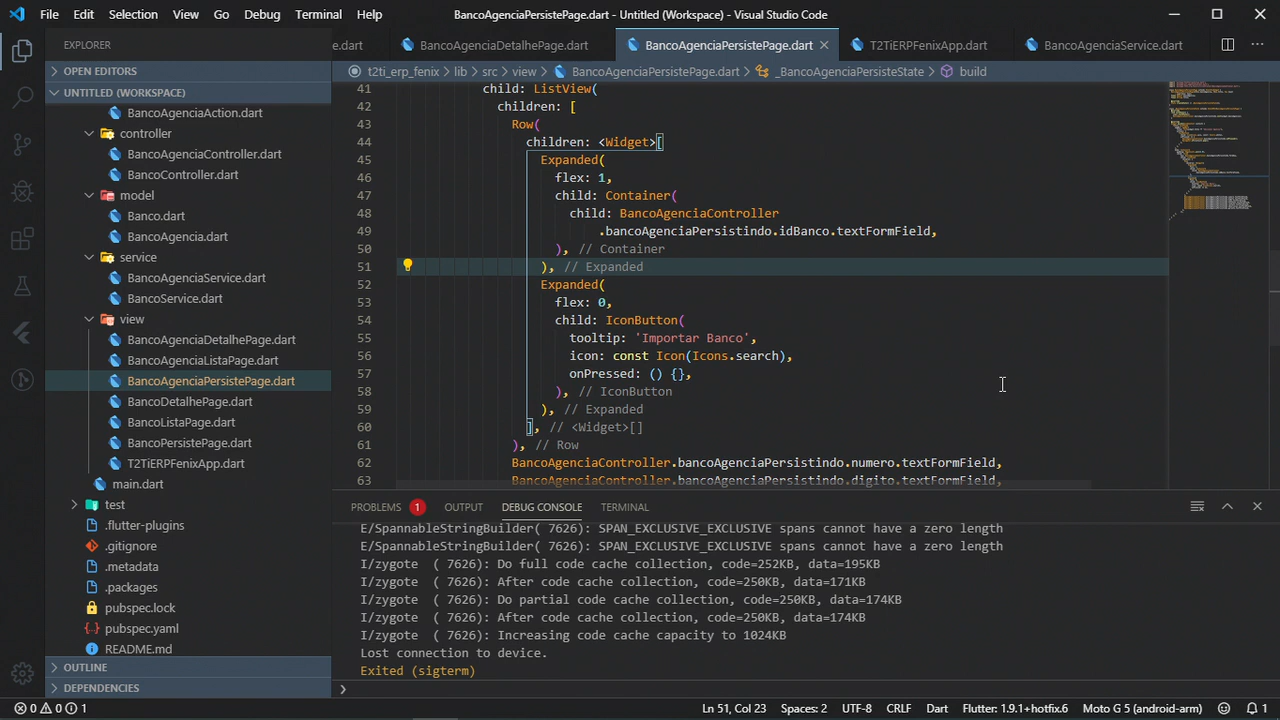 File Edit Selection View Go Debug Terminal Help BancoAgenciaPersistePage.dart - Untitled (Workspace) - Visual Studio Code
EXPLORER
e.dart BancoAgenciaDetalhePage.dart BancoAgenciaPersistePage.dart T2TiERPFenixApp.dart BancoAgenciaService.dart
OPEN EDITORS
UNTITLED (WORKSPACE)
BancoAgenciaAction.dart
controller
BancoAgenciaController.dart
BancoController.dart
model
Banco.dart
BancoAgencia.dart
service
BancoAgenciaService.dart
BancoService.dart
view
BancoAgenciaDetalhePage.dart
BancoAgenciaListaPage.dart
BancoAgenciaPersistePage.dart
BancoDetalhePage.dart
BancoListaPage.dart
BancoPersistePage.dart
T2TiERPFenixApp.dart
main.dart
test
.flutter-plugins
.gitignore
.metadata
.packages
pubspec.lock
pubspec.yaml
README.md
OUTLINE
DEPENDENCIES
t2ti_erp_fenix > lib > src > view > BancoAgenciaPersistePage.dart > _BancoAgenciaPersisteState > build
41 child: ListView(
42 children: [
43 Row(
44 children: <Widget>[
45 Expanded(
46 flex: 1,
47 child: Container(
48 child: BancoAgenciaController
49 .bancoAgenciaPersistindo.idBanco.textFormField,
50 ), // Container
51 ), // Expanded
52 Expanded(
53 flex: 0,
54 child: IconButton(
55 tooltip: 'Importar Banco',
56 icon: const Icon(Icons.search),
57 onPressed: () {},
58 ), // IconButton
59 ), // Expanded
60 ], // <Widget>[]
61 ), // Row
62 BancoAgenciaController.bancoAgenciaPersistindo.numero.textFormField,
63 BancoAgenciaController.bancoAgenciaPersistindo.digito.textFormField,
PROBLEMS 1 OUTPUT DEBUG CONSOLE TERMINAL
E/SpannableStringBuilder( 7626): SPAN_EXCLUSIVE_EXCLUSIVE spans cannot have a zero length
E/SpannableStringBuilder( 7626): SPAN_EXCLUSIVE_EXCLUSIVE spans cannot have a zero length
I/zygote ( 7626): Do full code cache collection, code=252KB, data=195KB
I/zygote ( 7626): After code cache collection, code=250KB, data=171KB
I/zygote ( 7626): Do partial code cache collection, code=250KB, data=174KB
I/zygote ( 7626): After code cache collection, code=250KB, data=174KB
I/zygote ( 7626): Increasing code cache capacity to 1024KB
Lost connection to device.
Exited (sigterm)
0 0 1 Ln 51, Col 23 Spaces: 2 UTF-8 CRLF Dart Flutter: 1.9.1+hotfix.6 Moto G 5 (android-arm) 1